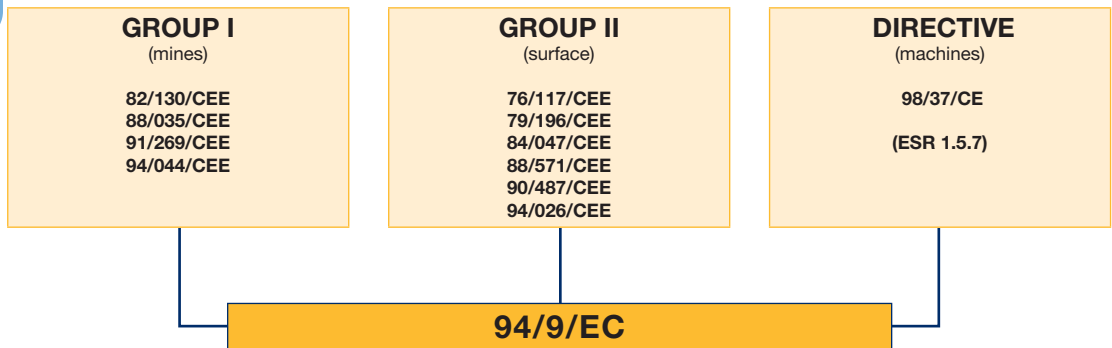 GROUP I
(mines)
82/130/CEE
88/035/CEE
91/269/CEE
94/044/CEE
GROUP II
(surface)
76/117/CEE
79/196/CEE
84/047/CEE
88/571/CEE
90/487/CEE
94/026/CEE
DIRECTIVE
(machines)
98/37/CE
(ESR 1.5.7)
94/9/EC